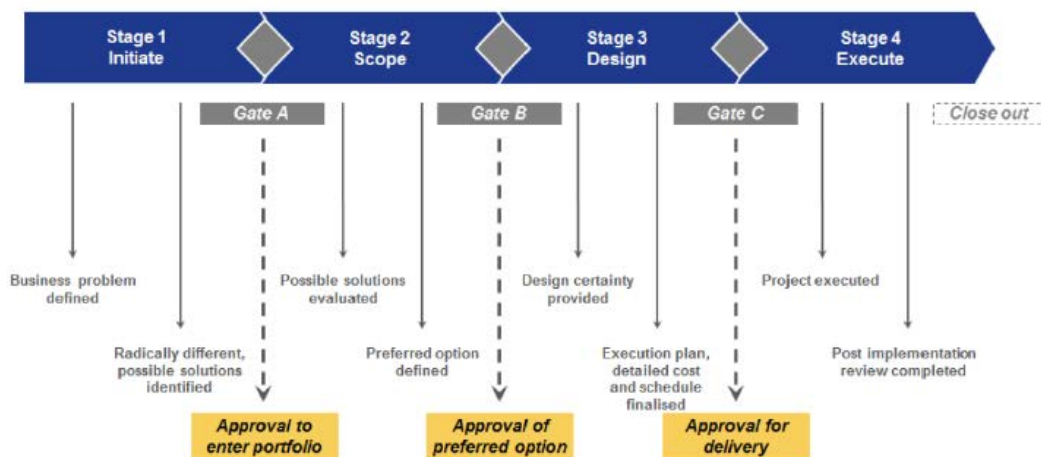 Stage 1
Initiate
Stage 2
Scope
Stage 3
Design
Stage 4
Execute
Gate A
Gate B
Gate C
Close out
Business problem
defined
Possible solutions
evaluated
Design certainty
provided
Project executed
Radically different,
possible solutions
identified
Preferred option
defined
Execution plan,
detailed cost
and schedule
finalised
Post implementation
review completed
Approval to
enter portfolio
Approval of
preferred option
Approval for
delivery